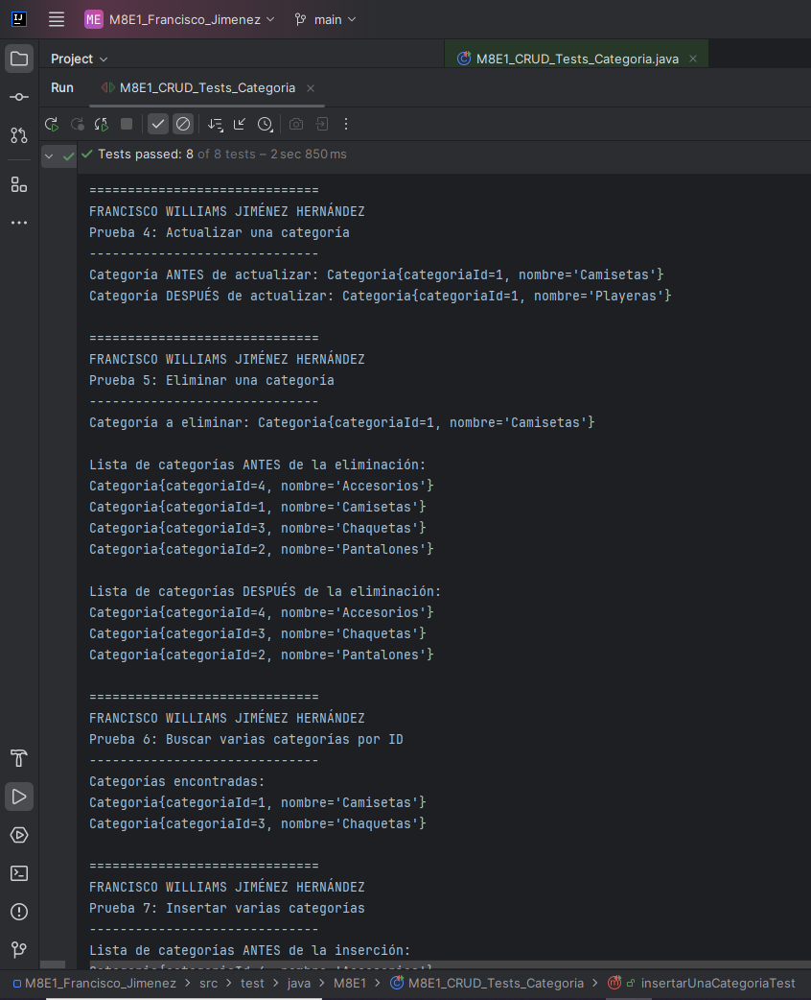 IJ
ME M8E1_Francisco_Jimenez main
Project
M8E1_CRUD_Tests_Categoria.java
Run M8E1_CRUD_Tests_Categoria
Tests passed: 8 of 8 tests – 2 sec 850 ms
==============================
FRANCISCO WILLIAMS JIMÉNEZ HERNÁNDEZ
Prueba 4: Actualizar una categoría
------------------------------
Categoría ANTES de actualizar: Categoria{categoriaId=1, nombre='Camisetas'}
Categoría DESPUÉS de actualizar: Categoria{categoriaId=1, nombre='Playeras'}
==============================
FRANCISCO WILLIAMS JIMÉNEZ HERNÁNDEZ
Prueba 5: Eliminar una categoría
------------------------------
Categoría a eliminar: Categoria{categoriaId=1, nombre='Camisetas'}
Lista de categorías ANTES de la eliminación:
Categoria{categoriaId=4, nombre='Accesorios'}
Categoria{categoriaId=1, nombre='Camisetas'}
Categoria{categoriaId=3, nombre='Chaquetas'}
Categoria{categoriaId=2, nombre='Pantalones'}
Lista de categorías DESPUÉS de la eliminación:
Categoria{categoriaId=4, nombre='Accesorios'}
Categoria{categoriaId=3, nombre='Chaquetas'}
Categoria{categoriaId=2, nombre='Pantalones'}
==============================
FRANCISCO WILLIAMS JIMÉNEZ HERNÁNDEZ
Prueba 6: Buscar varias categorías por ID
------------------------------
Categorías encontradas:
Categoria{categoriaId=1, nombre='Camisetas'}
Categoria{categoriaId=3, nombre='Chaquetas'}
==============================
FRANCISCO WILLIAMS JIMÉNEZ HERNÁNDEZ
Prueba 7: Insertar varias categorías
------------------------------
Lista de categorías ANTES de la inserción:
M8E1_Francisco_Jimenez > src > test > java > M8E1 > M8E1_CRUD_Tests_Categoria > insertarUnaCategoriaTest